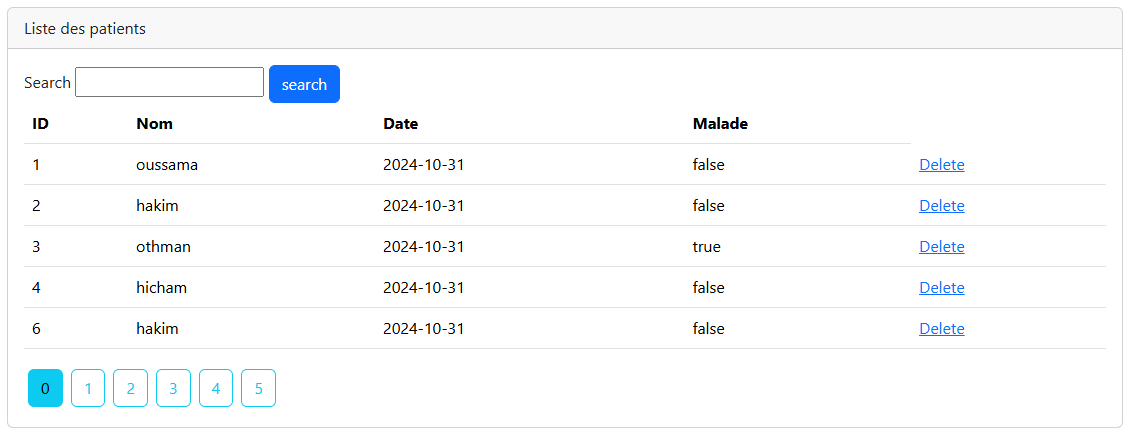 Liste des patients
Search search
ID Nom Date Malade
1 oussama 2024-10-31 false Delete
2 hakim 2024-10-31 false Delete
3 othman 2024-10-31 true Delete
4 hicham 2024-10-31 false Delete
6 hakim 2024-10-31 false Delete
0 1 2 3 4 5